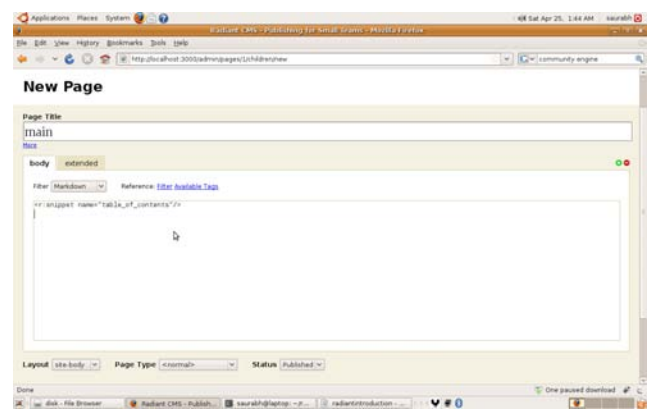 Applications Places System Sat Apr 25, 1:44 AM saurabh
Radiant CMS - Publishing for Small Teams - Mozilla Firefox
File Edit View History Bookmarks Tools Help
http://localhost:3000/admin/pages/1/children/new community engine
New Page
Page Title
main
More
body extended
Filter Markdown Reference: Filter Available Tags
<r:snippet name="table_of_contents"/>
Layout site-body Page Type <normal> Status Published
Done One paused download
disk - File Browser Radiant CMS - Publish... saurabh@laptop: ~/r... radiantintroduction - ...